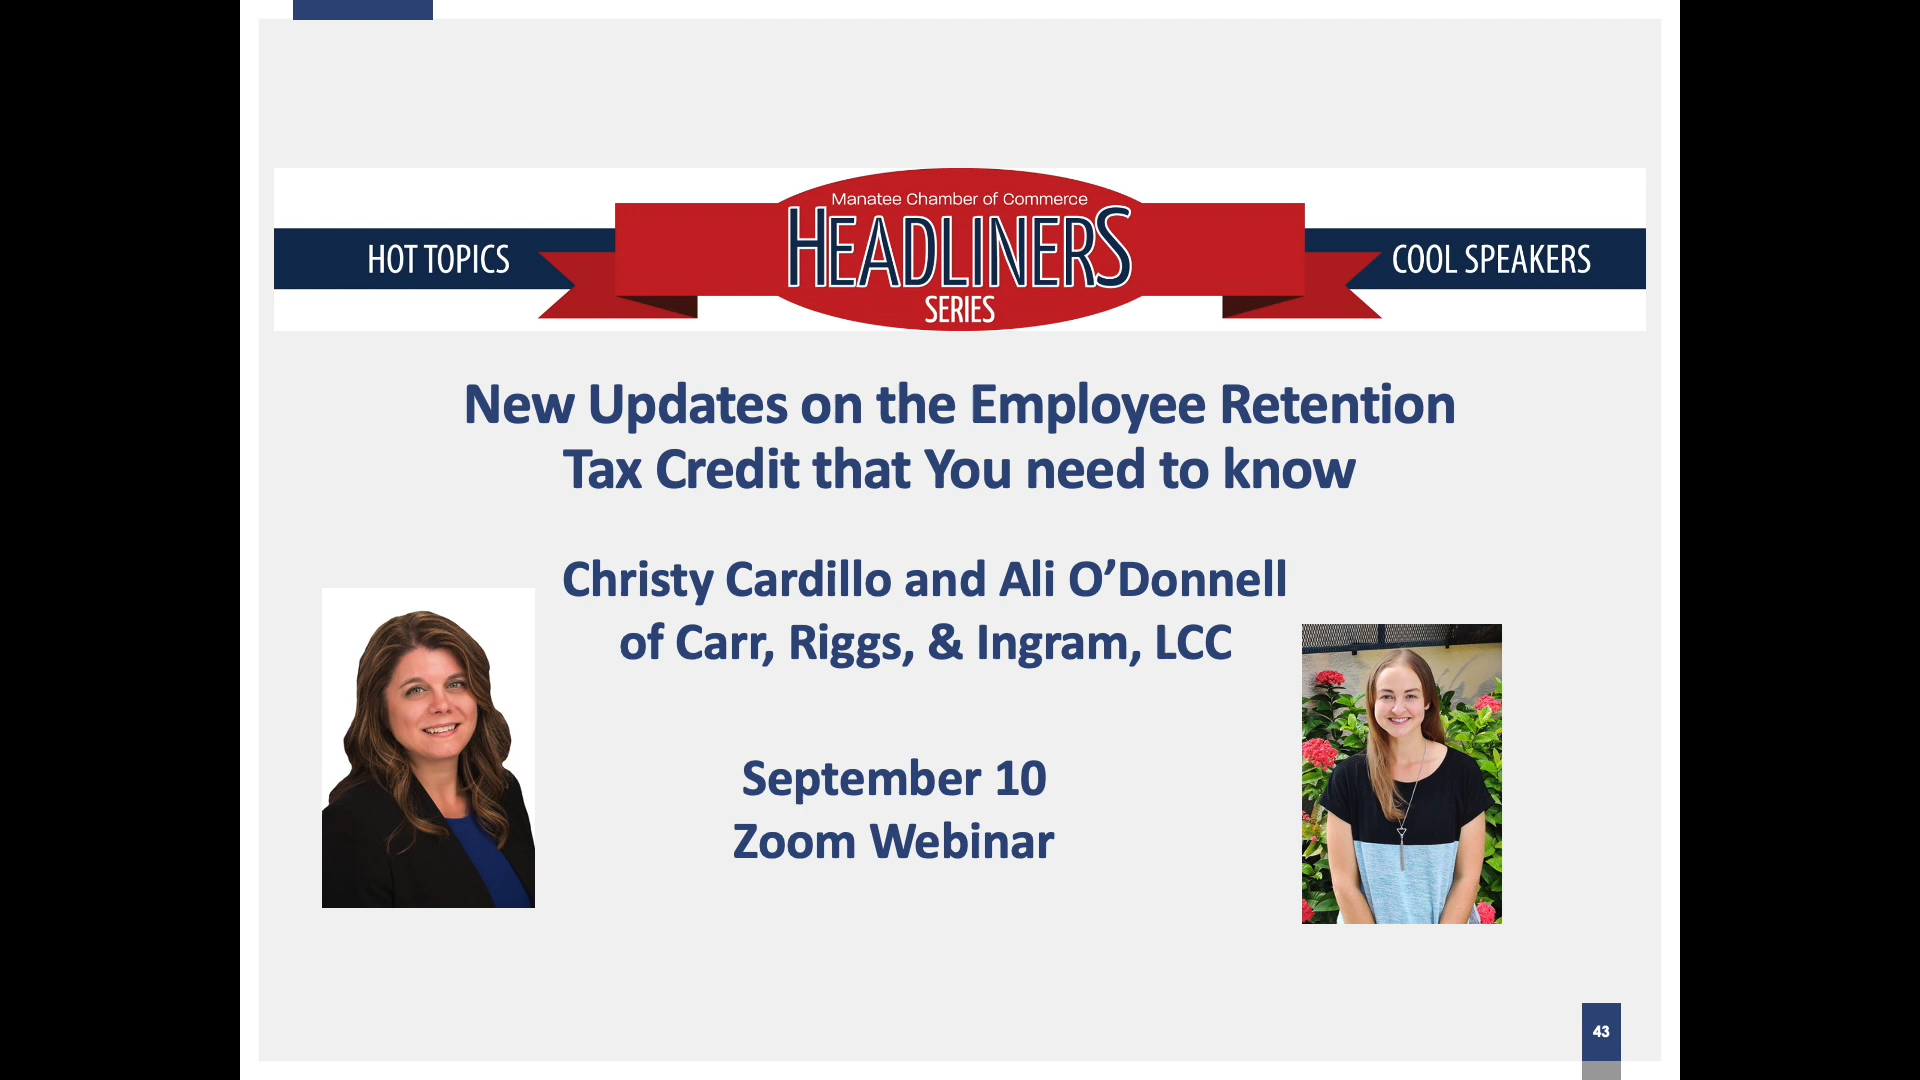 Manatee Chamber of Commerce
HEADLINERS
SERIES
HOT TOPICS
COOL SPEAKERS
New Updates on the Employee Retention
Tax Credit that You need to know
Christy Cardillo and Ali O’Donnell
of Carr, Riggs, & Ingram, LCC
September 10
Zoom Webinar
43